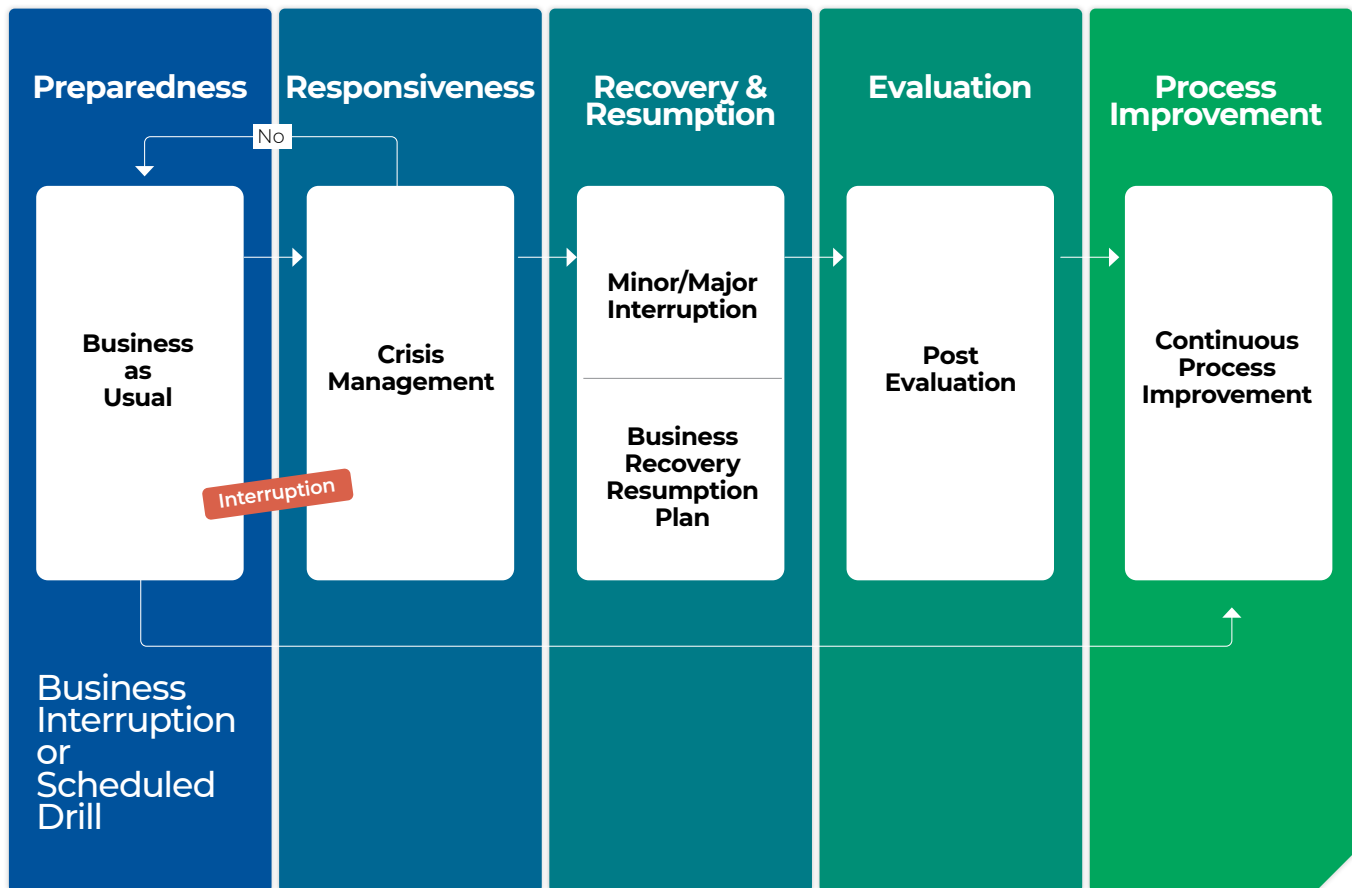 Preparedness
Responsiveness
Recovery &
Resumption
Evaluation
Process
Improvement
No
Business
as
Usual
Interruption
Crisis
Management
Minor/Major
Interruption
Business
Recovery
Resumption
Plan
Post
Evaluation
Continuous
Process
Improvement
Business
Interruption
or
Scheduled
Drill